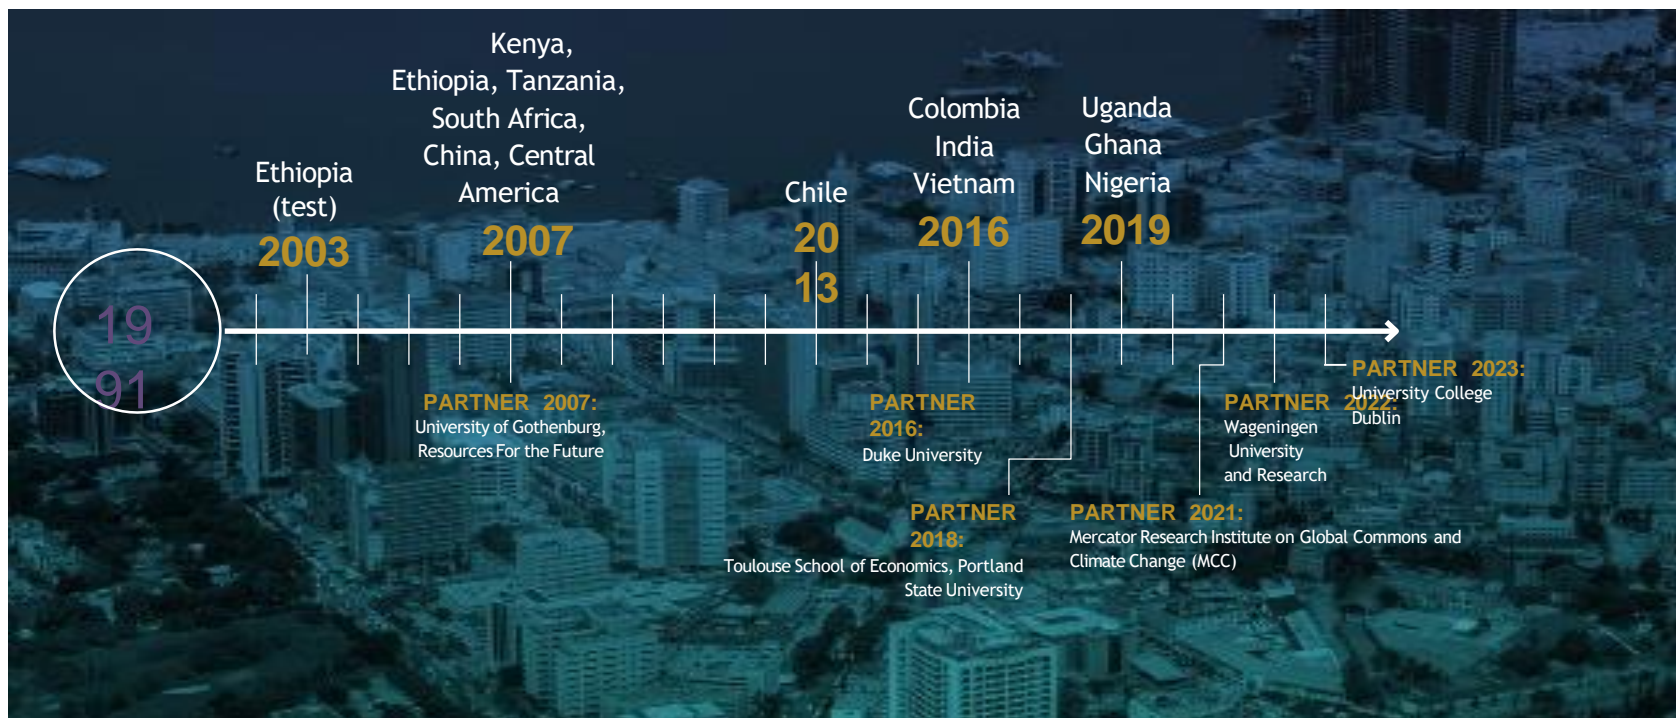 19
91
Ethiopia
(test)
2003
Kenya,
Ethiopia, Tanzania,
South Africa,
China, Central
America
2007
Chile
20
13
Colombia
India
Vietnam
2016
Uganda
Ghana
Nigeria
2019
PARTNER 2007:
University of Gothenburg,
Resources For the Future
PARTNER
2016:
Duke University
PARTNER
2018:
Toulouse School of Economics, Portland
State University
PARTNER 2021:
Mercator Research Institute on Global Commons and
Climate Change (MCC)
PARTNER 2022:
Wageningen
University
and Research
PARTNER 2023:
University College
Dublin